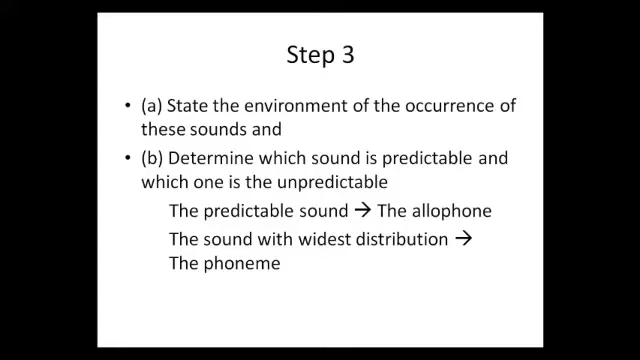 Step 3
• (a) State the environment of the occurrence of
these sounds and
• (b) Determine which sound is predictable and
which one is the unpredictable
The predictable sound → The allophone
The sound with widest distribution →
The phoneme